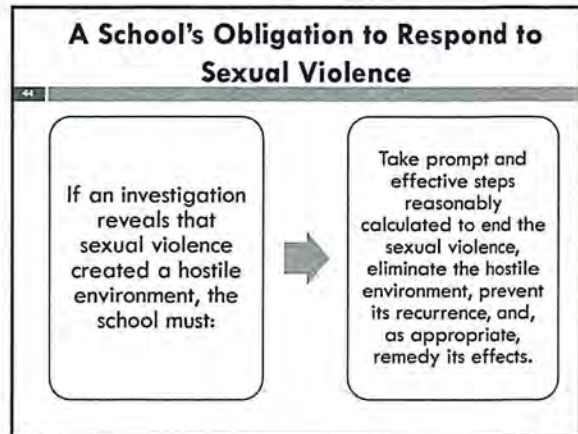 A School's Obligation to Respond to
Sexual Violence
44
If an investigation
reveals that
sexual violence
created a hostile
environment, the
school must:
Take prompt and
effective steps
reasonably
calculated to end the
sexual violence,
eliminate the hostile
environment, prevent
its recurrence, and,
as appropriate,
remedy its effects.